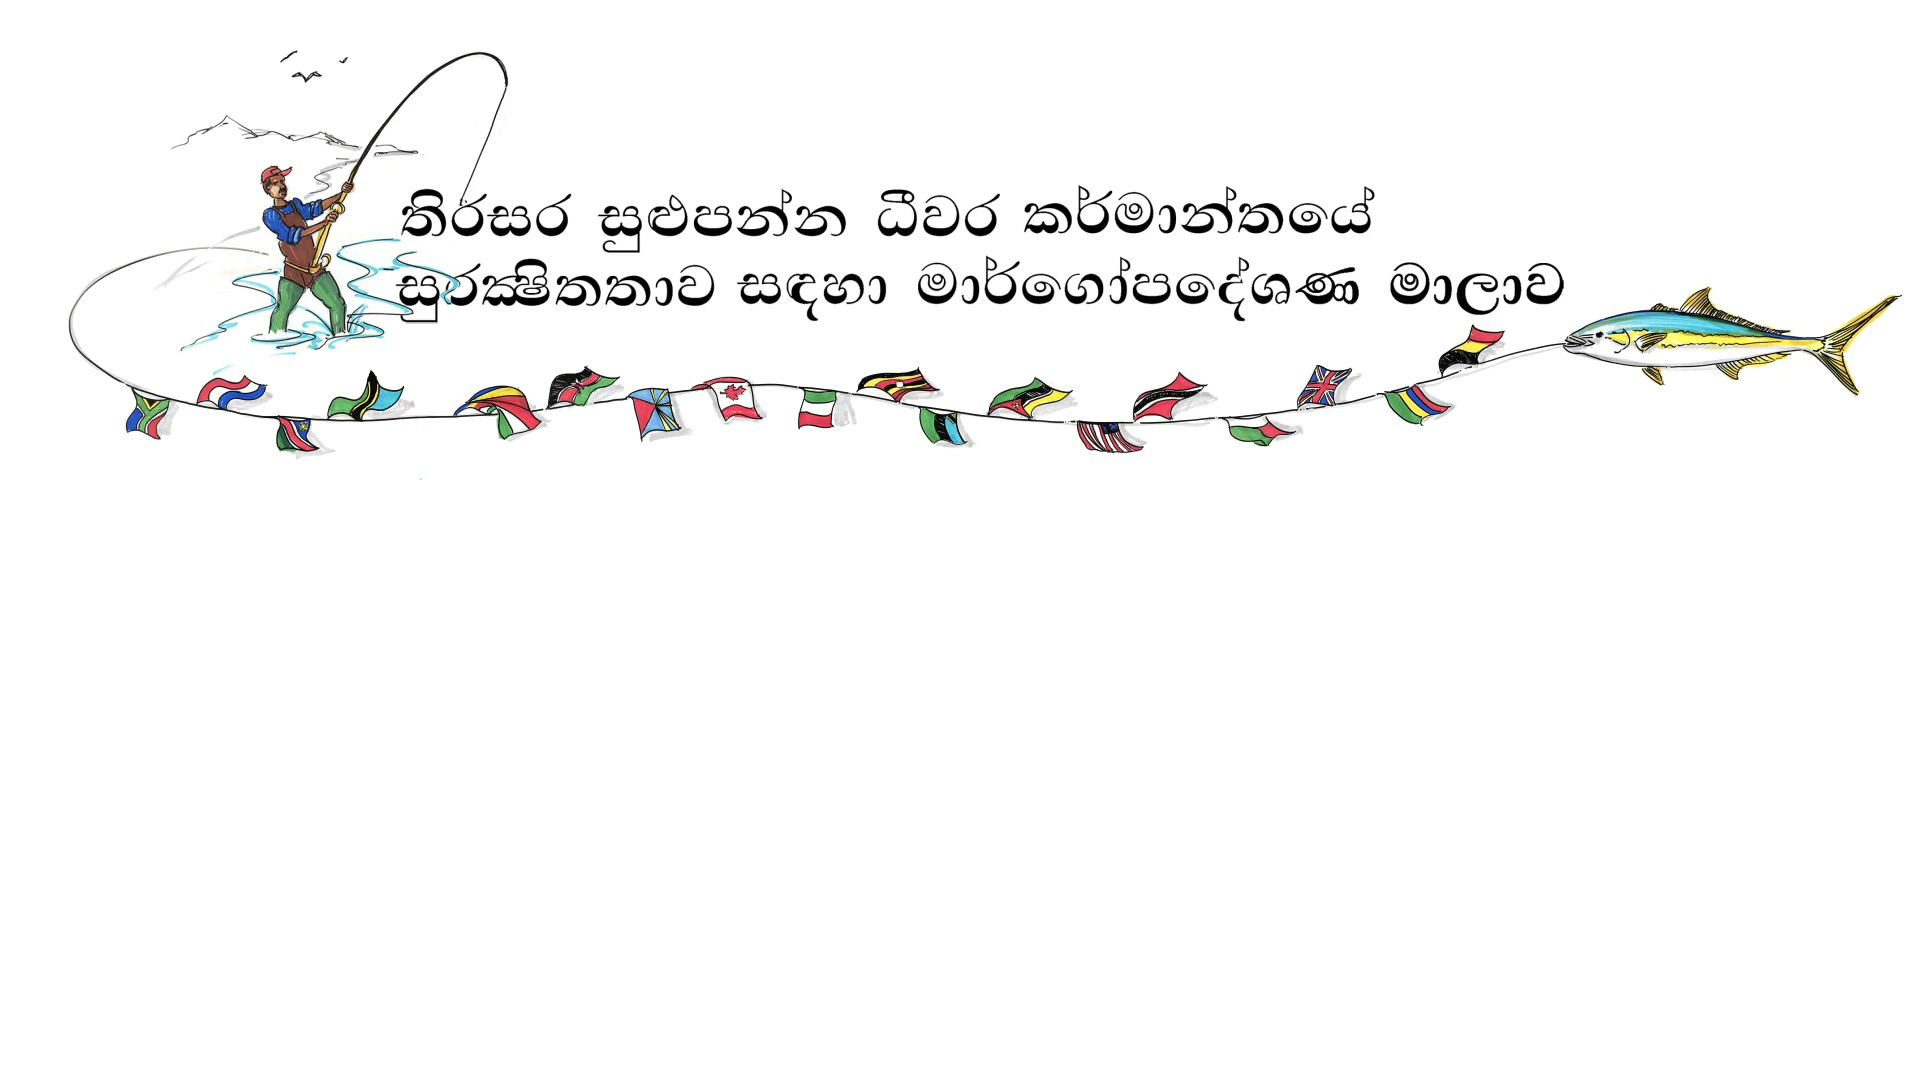 තිරසර සුළුපන්න ධීවර කර්මාන්තයේ
සුරක්ෂිතතාව සඳහා මාර්ගෝපදේශණ මාලාව